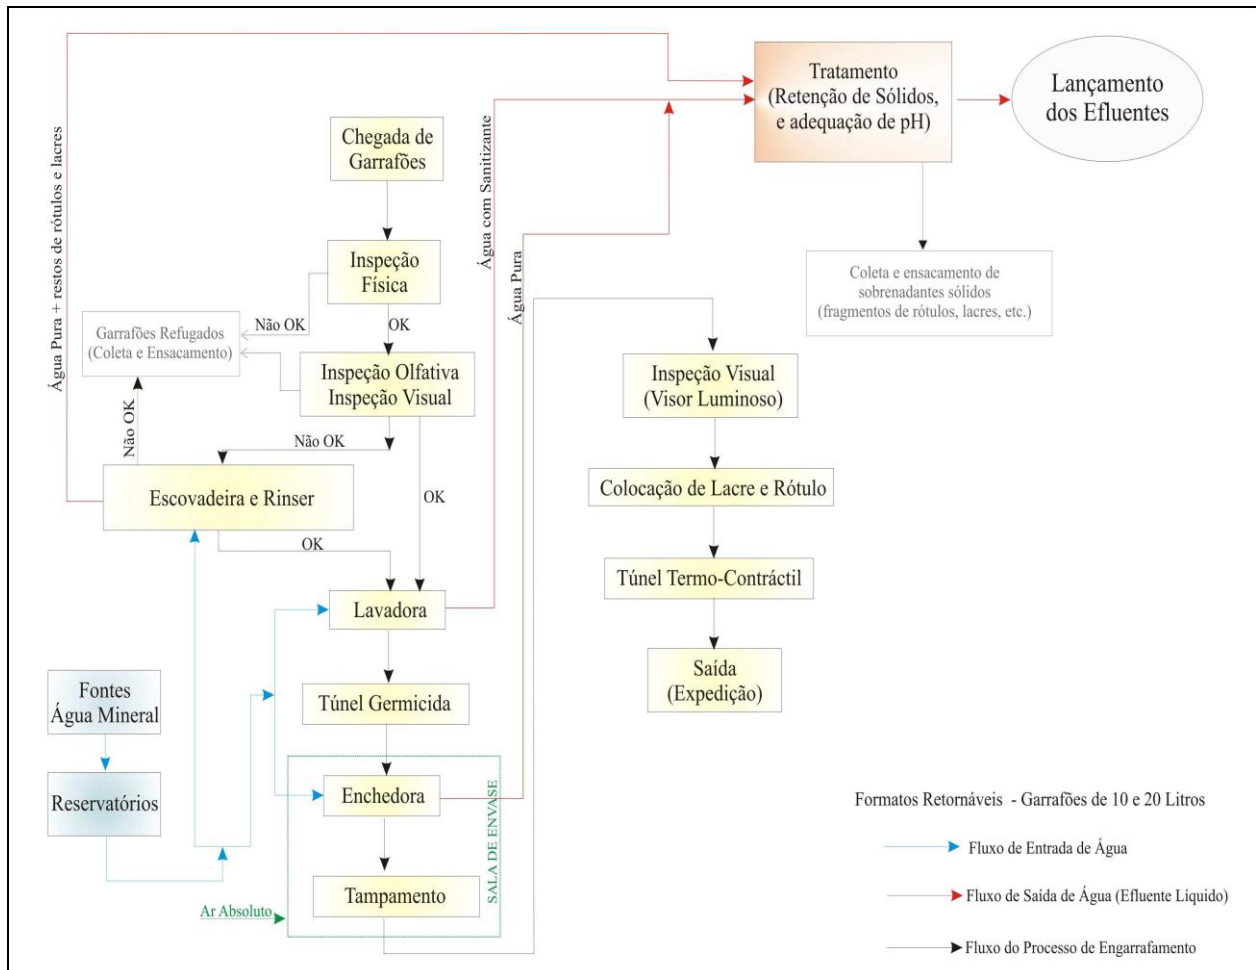 Água Pura + restos de rótulos e lacres
Água com Sanitizante
Água Pura
Tratamento
(Retenção de Sólidos,
e adequação de pH)
Lançamento
dos Efluentes
Coleta e ensacamento de
sobrenadantes sólidos
(fragmentos de rótulos, lacres, etc.)
Chegada de
Garrafões
Inspeção
Física
Não OK
OK
Garrafões Refugados
(Coleta e Ensacamento)
Inspeção Olfativa
Inspeção Visual
Não OK
Não OK
OK
Escovadeira e Rinser
OK
Lavadora
Fontes
Água Mineral
Reservatórios
Túnel Germicida
Enchedora
Tampamento
SALA DE ENVASE
Ar Absoluto
Inspeção Visual
(Visor Luminoso)
Colocação de Lacre e Rótulo
Túnel Termo-Contráctil
Saída
(Expedição)
Formatos Retornáveis - Garrafões de 10 e 20 Litros
Fluxo de Entrada de Água
Fluxo de Saída de Água (Efluente Líquido)
Fluxo do Processo de Engarrafamento